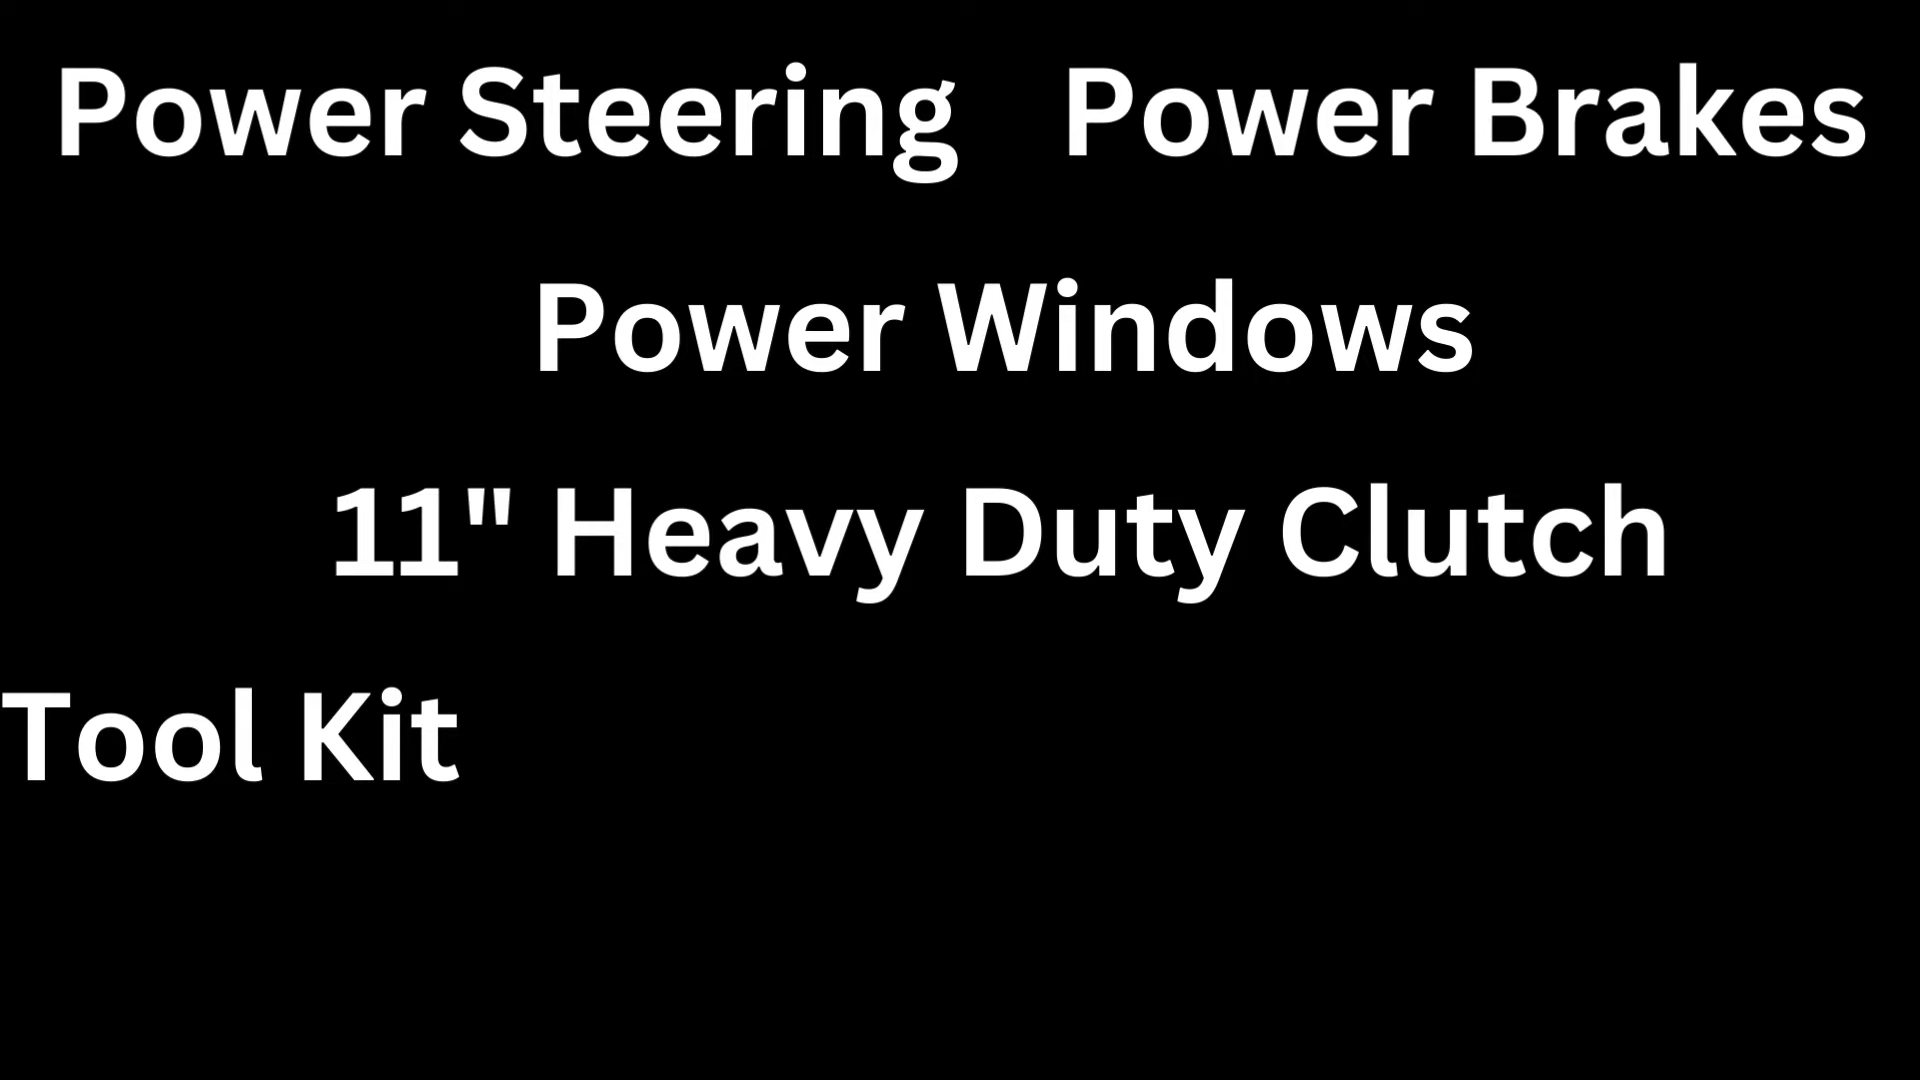 Power Steering Power Brakes
Power Windows
11" Heavy Duty Clutch
Tool Kit